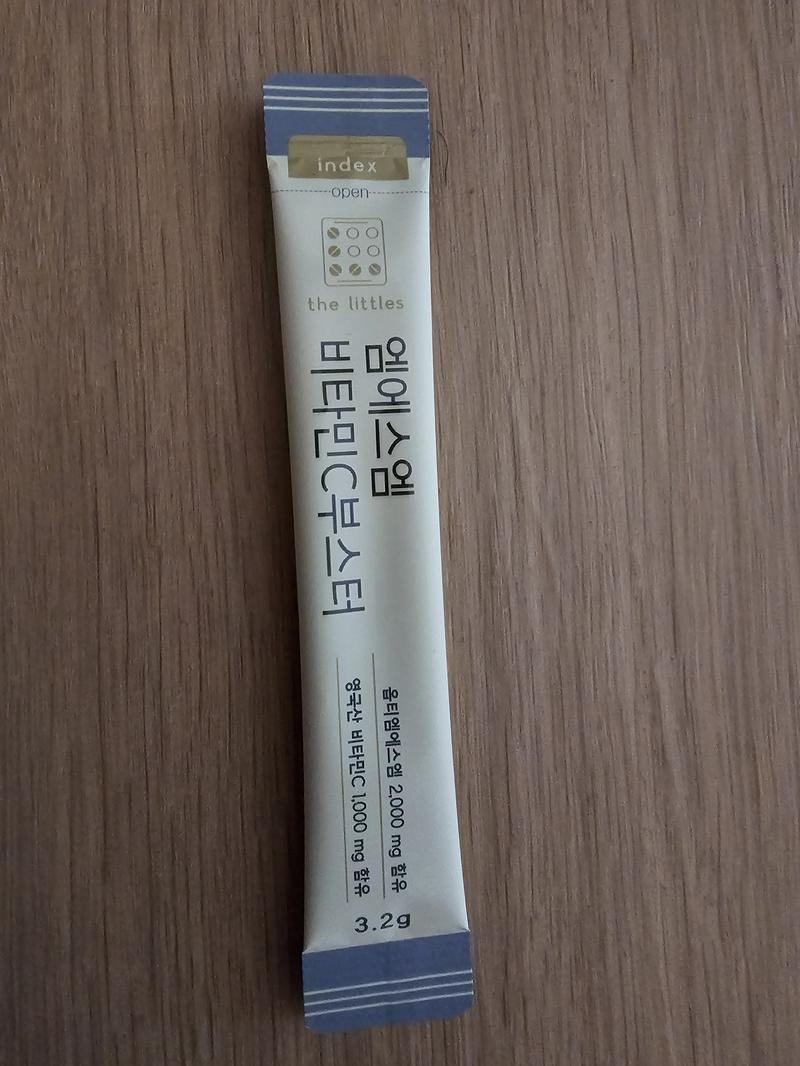 index
open
the littles
엠에스엠
비타민C부스터
옵티엠에스엠 2,000 mg 함유
영국산 비타민C 1,000 mg 함유
3.2g